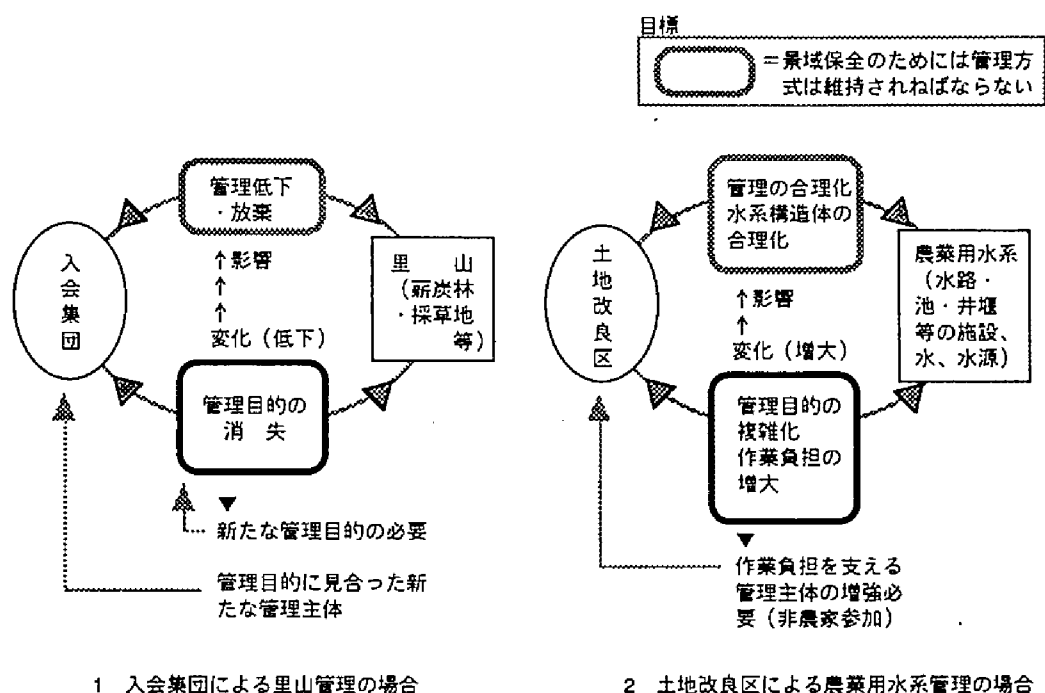 目標
＝景域保全のためには管理方
式は維持されねばならない
管理低下
・放棄
入会集団
↑影響
↑
↑
変化（低下）
里　山
（薪炭林
・採草地
等）
管理目的の
消　失
▼
新たな管理目的の必要
管理目的に見合った新
たな管理主体
1　入会集団による里山管理の場合
管理の合理化
水系構造体の
合理化
土地改良区
↑影響
↑
変化（増大）
農業用水系
（水路・
池・井堰
等の施設、
水、水源）
管理目的の
複雑化
作業負担の
増大
▼
作業負担を支える
管理主体の増強必
要（非農家参加）
2　土地改良区による農業用水系管理の場合